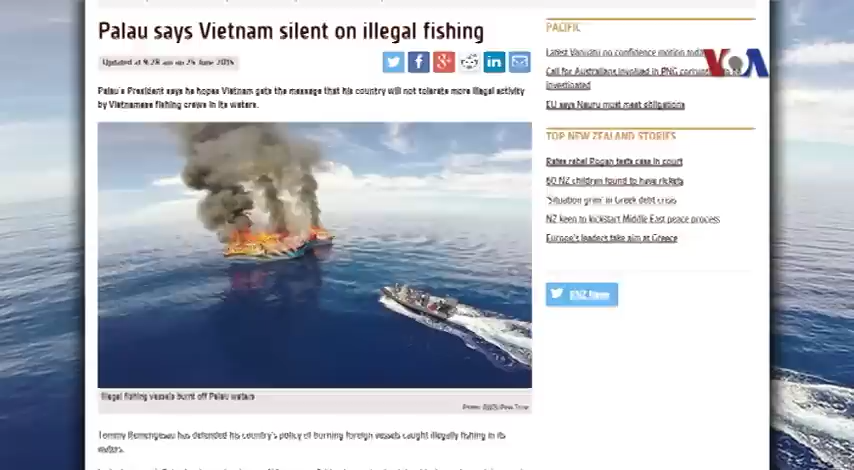 Palau says Vietnam silent on illegal fishing
Updated at 9:28 am on 25 June 2015
Palau's President says he hopes Vietnam gets the message that his country will not tolerate more illegal activity
by Vietnamese fishing crews in its waters.
Illegal fishing vessels burnt off Palau waters
Tommy Remengesau has defended his country's policy of burning foreign vessels caught illegally fishing in its
waters.
PACIFIC
VOA
Latest Vanuatu no confidence motion
Call for Australians involved in PNG
investigated
EU says Nauru must meet obligations
TOP NEW ZEALAND STORIES
Rates rebel Rogan tests case in court
60 NZ children found to have rickets
'Situation grim' in Greek debt crisis
NZ keen to kickstart Middle East peace process
Europe's leaders take aim at Greece
RNZ News